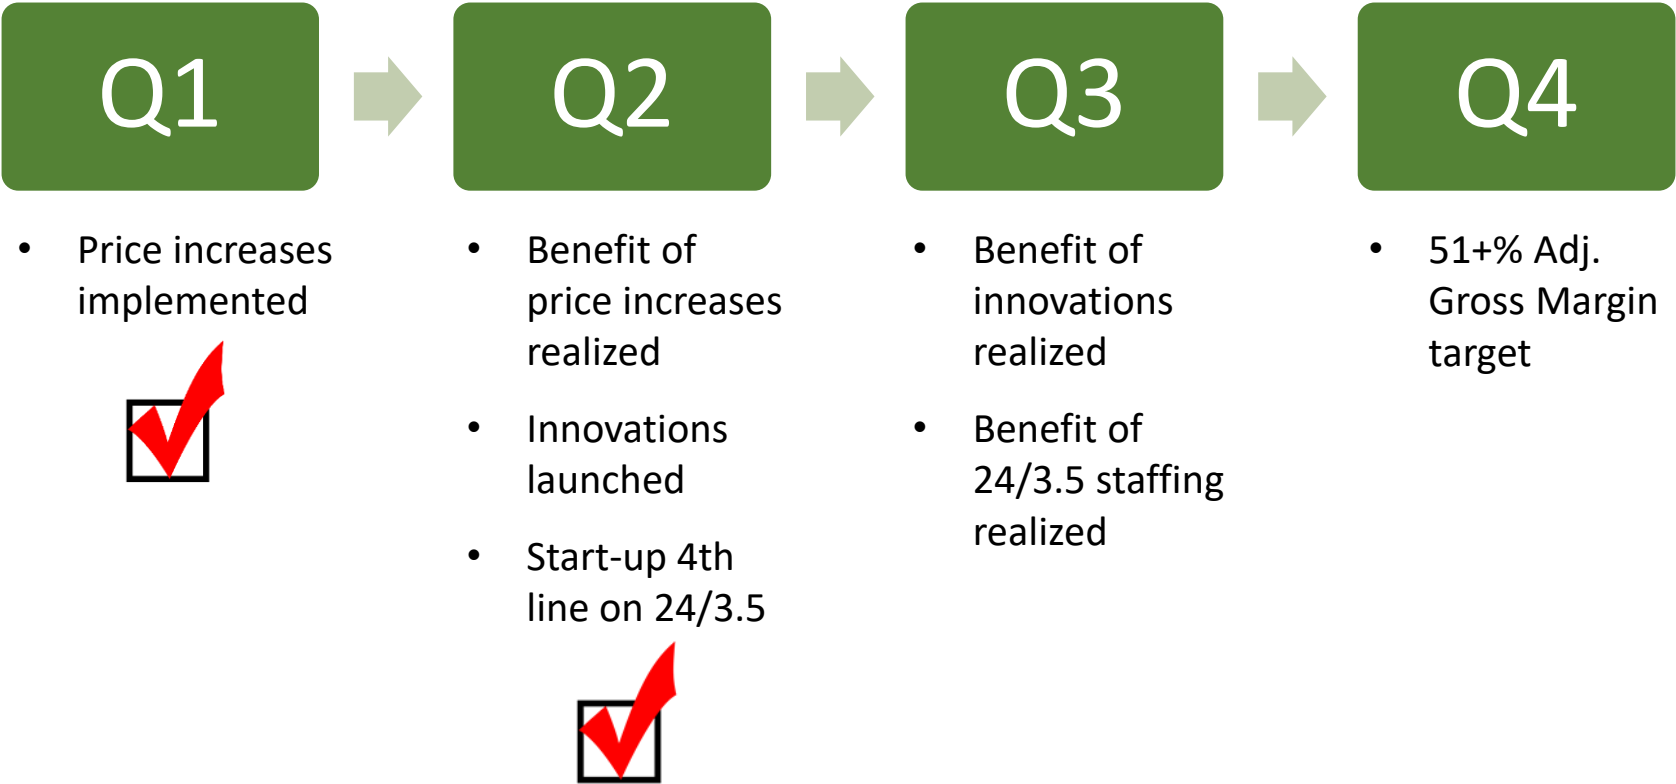 Q1
Q2
Q3
Q4
• Price increases
implemented
• Benefit of
price increases
realized
• Innovations
launched
• Start-up 4th
line on 24/3.5
• Benefit of
innovations
realized
• Benefit of
24/3.5 staffing
realized
• 51+% Adj.
Gross Margin
target